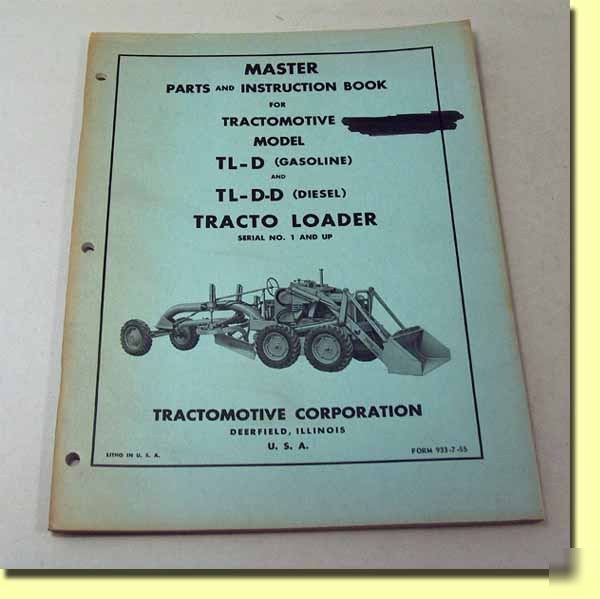 MASTER
PARTS AND INSTRUCTION BOOK
FOR
TRACTOMOTIVE
MODEL
TL-D (GASOLINE)
AND
TL-D-D (DIESEL)
TRACTO LOADER
SERIAL NO. 1 AND UP
TRACTOMOTIVE CORPORATION
DEERFIELD, ILLINOIS
U. S. A.
LITHO IN U. S. A.
FORM 933-7-55